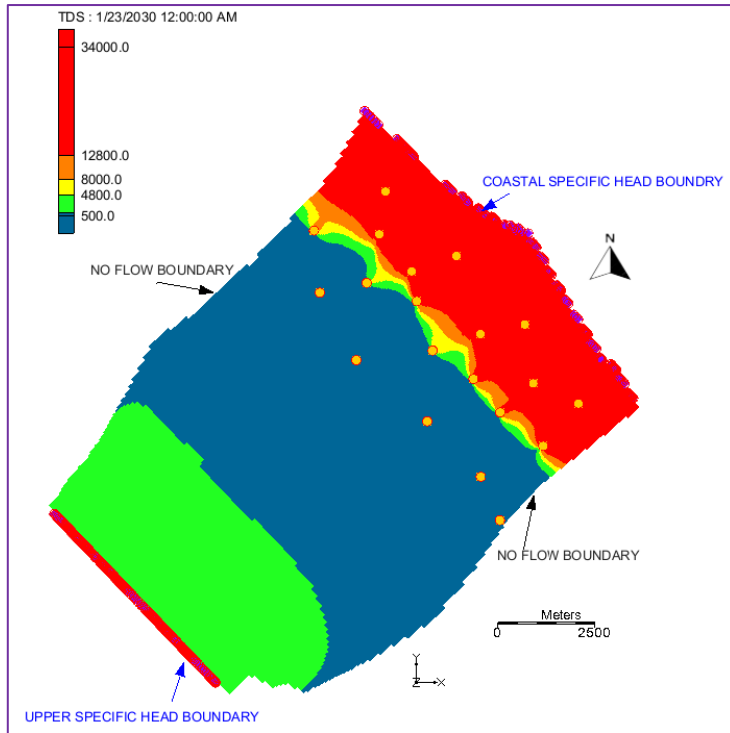 TDS : 1/23/2030 12:00:00 AM
34000.0
12800.0
8000.0
4800.0
500.0
COASTAL SPECIFIC HEAD BOUNDRY
N
NO FLOW BOUNDARY
NO FLOW BOUNDARY
Meters
0 2500
Y
Z X
UPPER SPECIFIC HEAD BOUNDARY